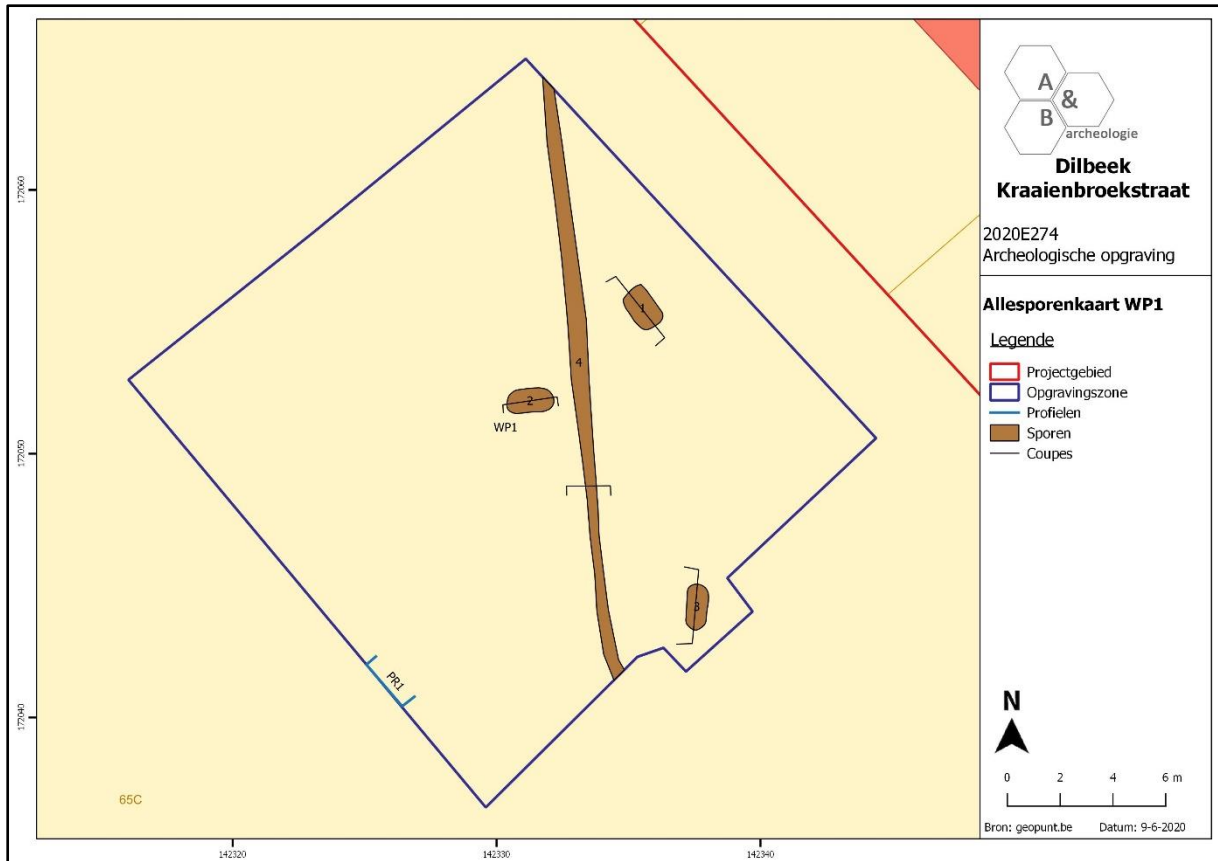 172060
172050
172040
142320
142330
142340
1
2
3
4
WP1
PR1
65C
A
&
B
archeologie
Dilbeek
Kraaienbroekstraat
2020E274
Archeologische opgraving
Allesporenkaart WP1
Legende
Projectgebied
Opgravingszone
Profielen
Sporen
Coupes
N
0 2 4 6 m
Bron: geopunt.be Datum: 9-6-2020